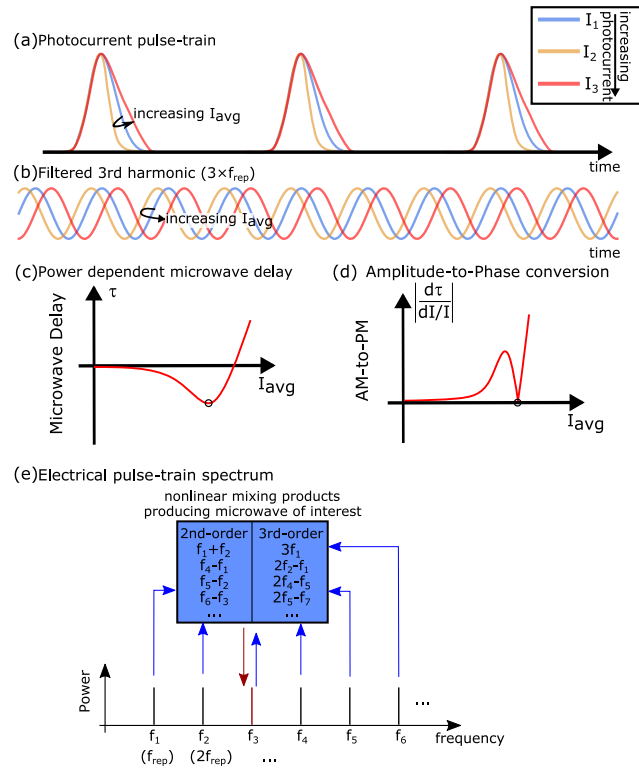 (a)Photocurrent pulse-train
I1
I2
I3
increasing
photocurrent
increasing Iavg
time
(b)Filtered 3rd harmonic (3×frep)
increasing Iavg
time
(c)Power dependent microwave delay
τ
Microwave Delay
Iavg
(d) Amplitude-to-Phase conversion
|dτ
dI/I|
AM-to-PM
Iavg
(e)Electrical pulse-train spectrum
nonlinear mixing products
producing microwave of interest
2nd-order
f1+f2
f4-f1
f5-f2
f6-f3
...
3rd-order
3f1
2f2-f1
2f4-f5
2f5-f7
...
Power
...
f1 f2 f3 f4 f5 f6 frequency
(frep) (2frep) ...